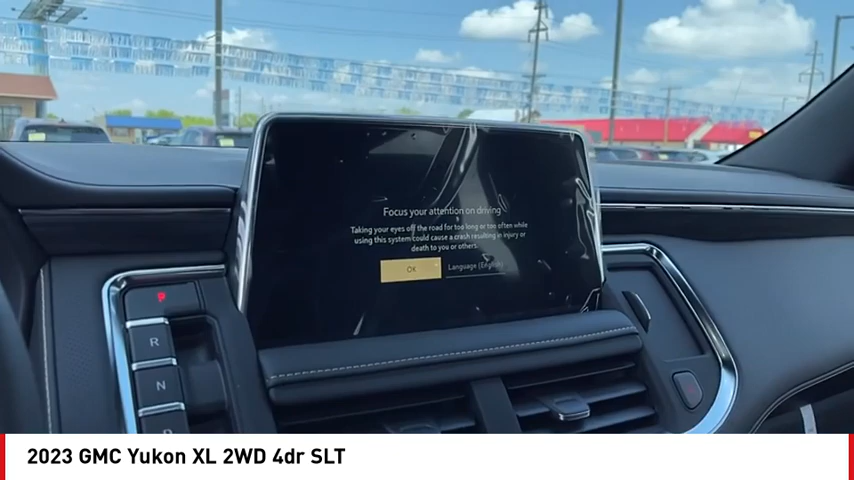 Focus your attention on driving
Taking your eyes off the road for too long or too often while
using this system could cause a crash resulting in injury or
death to you or others.
OK Language (English)
P
R
N
D
2023 GMC Yukon XL 2WD 4dr SLT